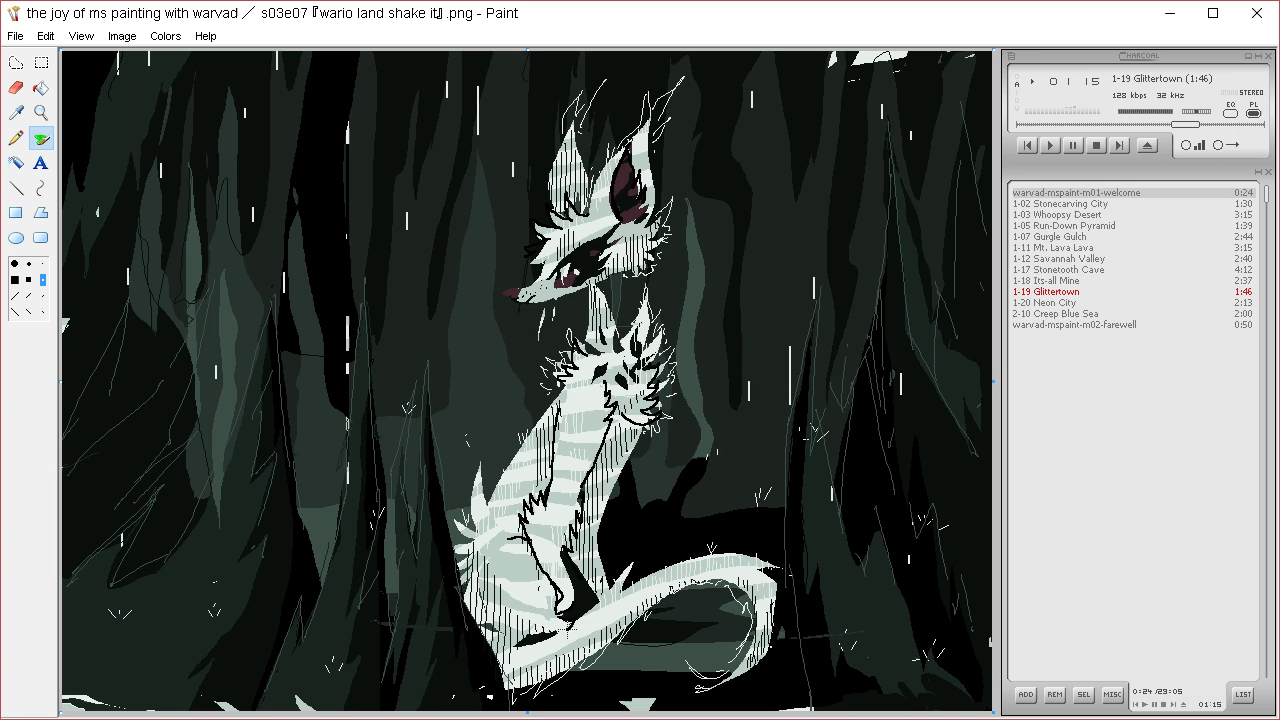 the joy of ms painting with warvad ／ s03e07『wario land shake it』.png - Paint
File Edit View Image Colors Help
CHARCOAL
01 15
1-19 Glittertown (1:46)
128 kbps 32 kHz
STEREO
EQ PL
warvad-mspaint-m01-welcome 0:24
1-02 Stonecarving City 1:30
1-03 Whoopsy Desert 3:15
1-05 Run-Down Pyramid 1:39
1-07 Gurgle Gulch 2:44
1-11 Mt. Lava Lava 3:15
1-12 Savannah Valley 2:40
1-17 Stonetooth Cave 4:12
1-18 Its-all Mine 2:37
1-19 Glittertown 1:46
1-20 Neon City 2:13
2-10 Creep Blue Sea 2:00
warvad-mspaint-m02-farewell 0:50
ADD REM SEL MISC 0:24/29:05 LIST
01:15